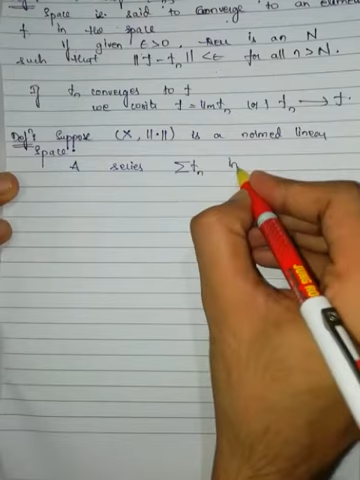 Space is said to converge to an element
f in the space
if given ε>0, there is an N
such that ||f-fn|| < ε for all n > N.
If fn converges to f
we write f = lim fn (or) fn → f.
Defn: Suppose (X, ||·||) is a normed linear
Space.
A series Σfn in